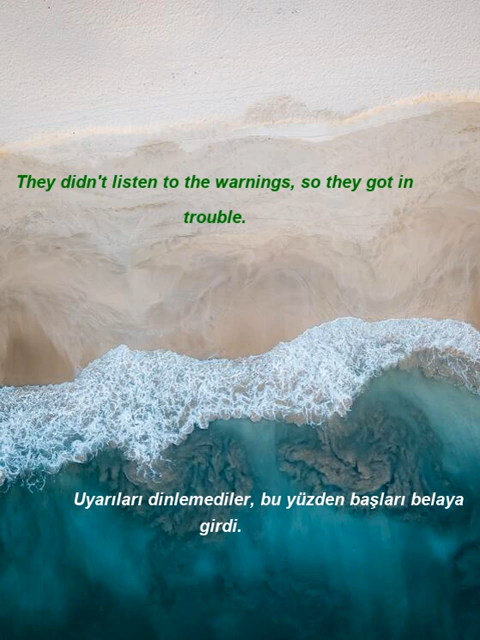 They didn't listen to the warnings, so they got in
trouble.
Uyarıları dinlemediler, bu yüzden başları belaya
girdi.